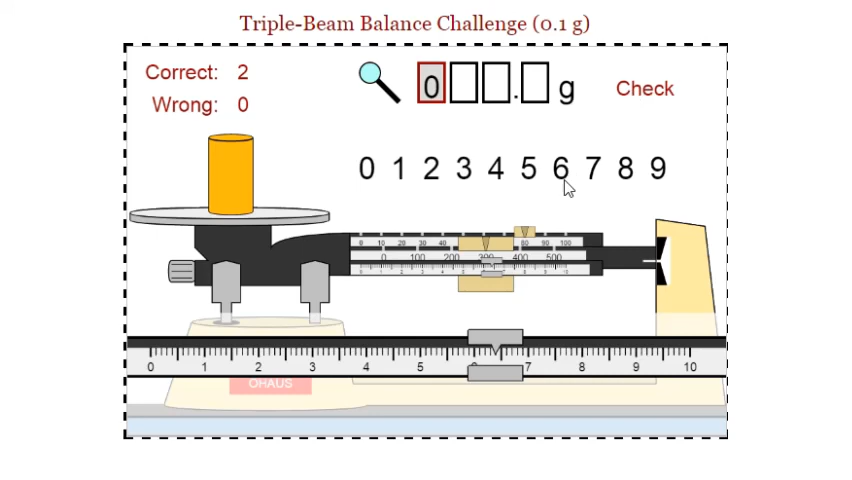 Triple-Beam Balance Challenge (0.1 g)
Correct: 2
Wrong: 0
0 . g
Check
0 1 2 3 4 5 6 7 8 9
0 10 20 30 40 80 90 100
0 100 200 300 400 500
0 1 2 3 4 5 6 7 8 9 10
OHAUS